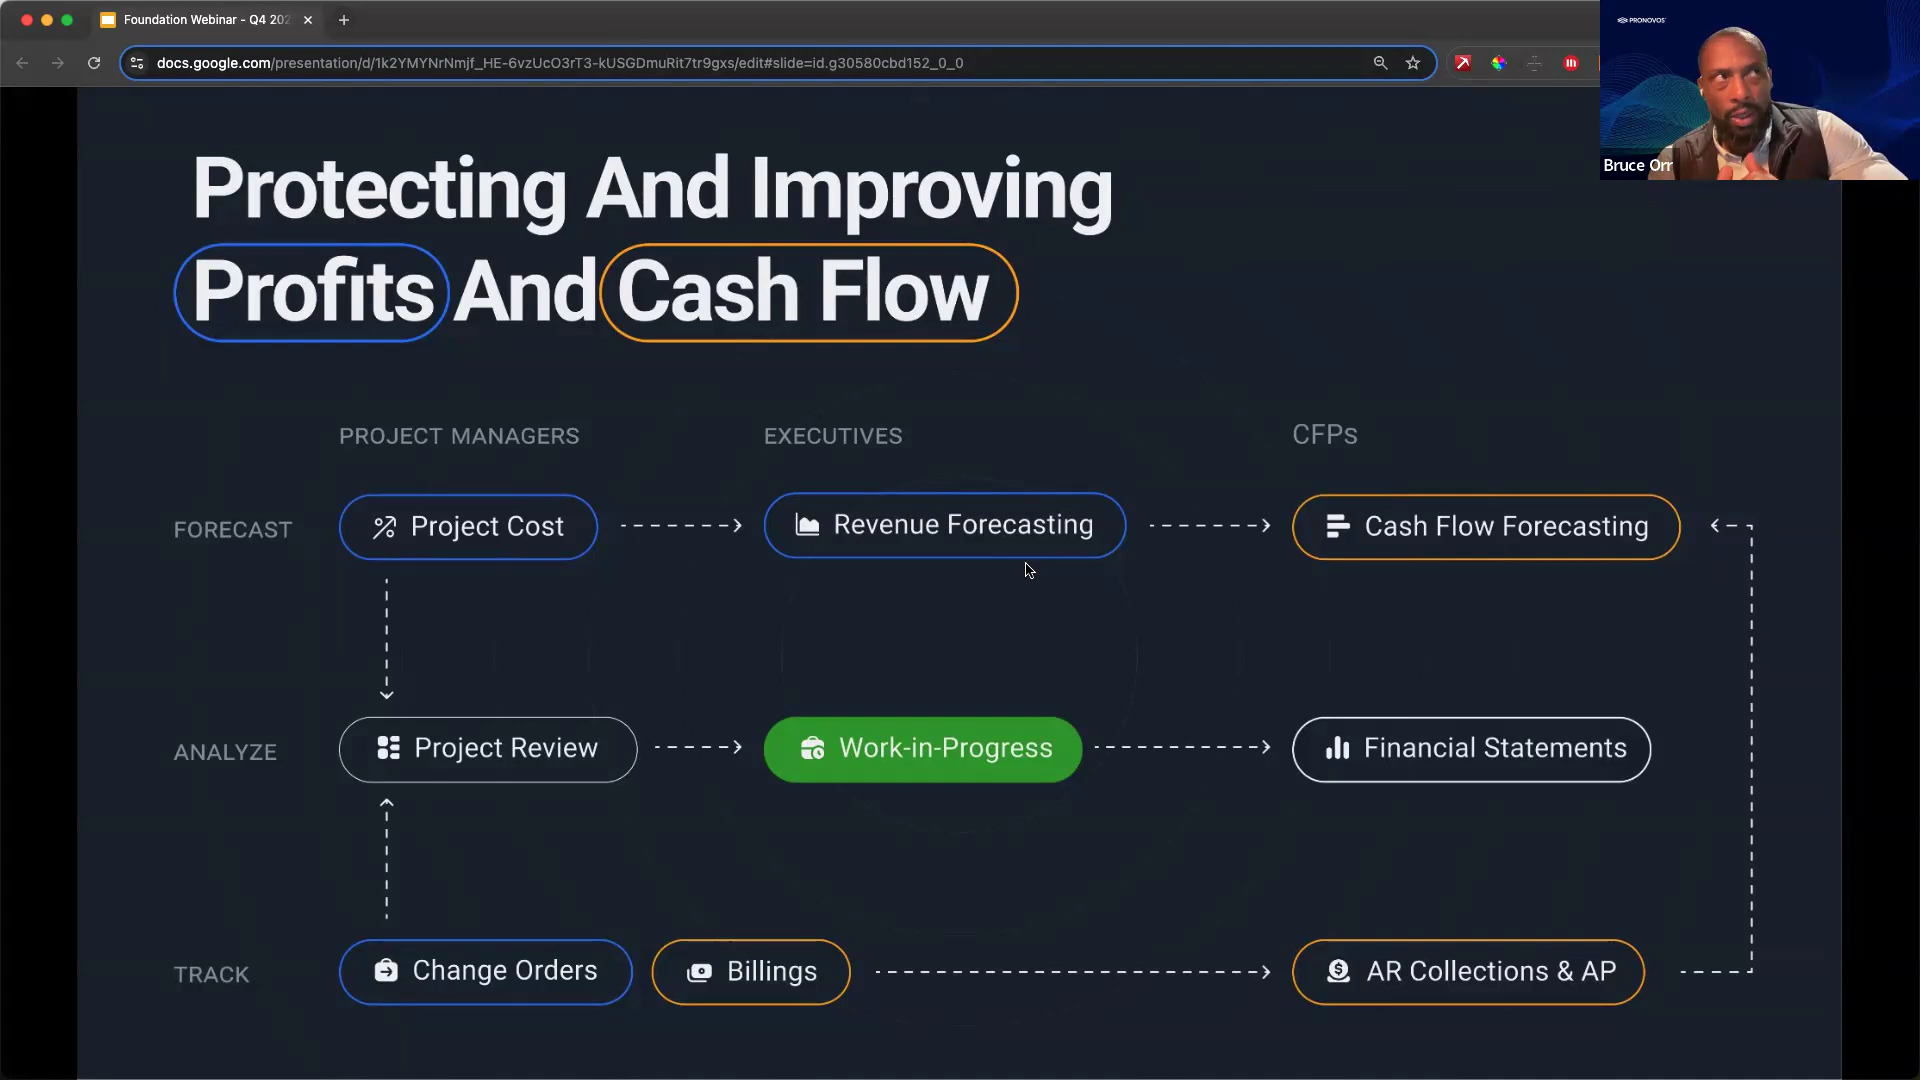 Foundation Webinar - Q4 202
docs.google.com/presentation/d/1k2YMYNrNmjf_HE-6vzUcO3rT3-kUSGDmuRit7tr9gxs/edit#slide=id.g30580cbd152_0_0
PRONOVOS
Bruce Orr
Protecting And Improving
Profits And Cash Flow
PROJECT MANAGERS EXECUTIVES CFPs
FORECAST Project Cost Revenue Forecasting Cash Flow Forecasting
ANALYZE Project Review Work-in-Progress Financial Statements
TRACK Change Orders Billings AR Collections & AP